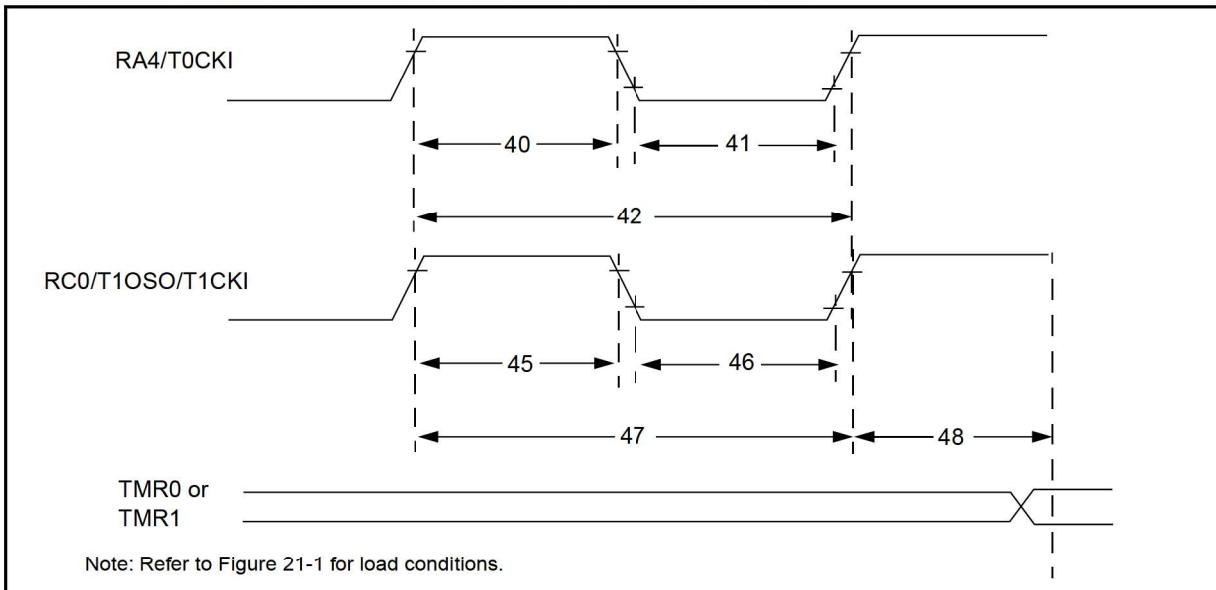 RA4/T0CKI
40
41
42
RC0/T1OSO/T1CKI
45
46
47
48
TMR0 or
TMR1
Note: Refer to Figure 21-1 for load conditions.